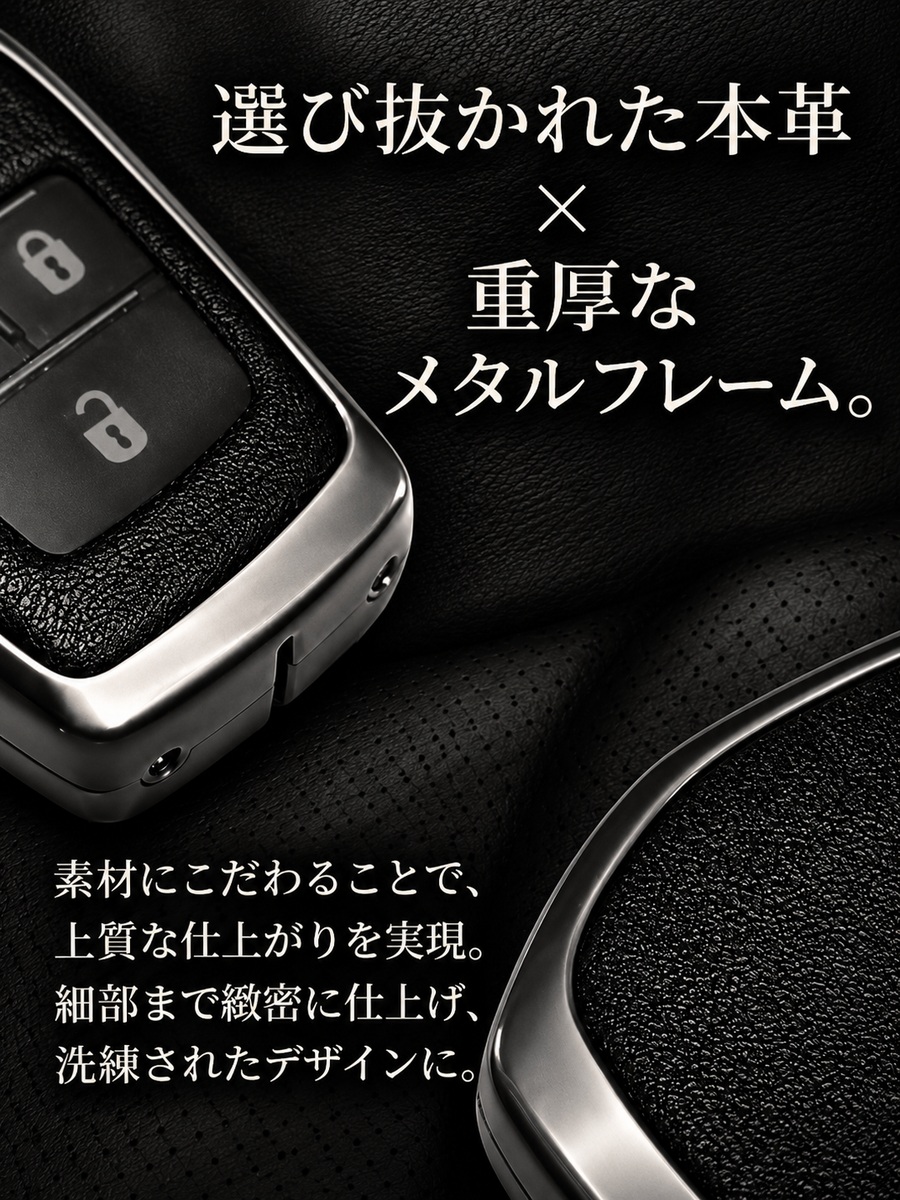 選び抜かれた本革
×
重厚な
メタルフレーム。
素材にこだわることで、
上質な仕上がりを実現。
細部まで緻密に仕上げ、
洗練されたデザインに。